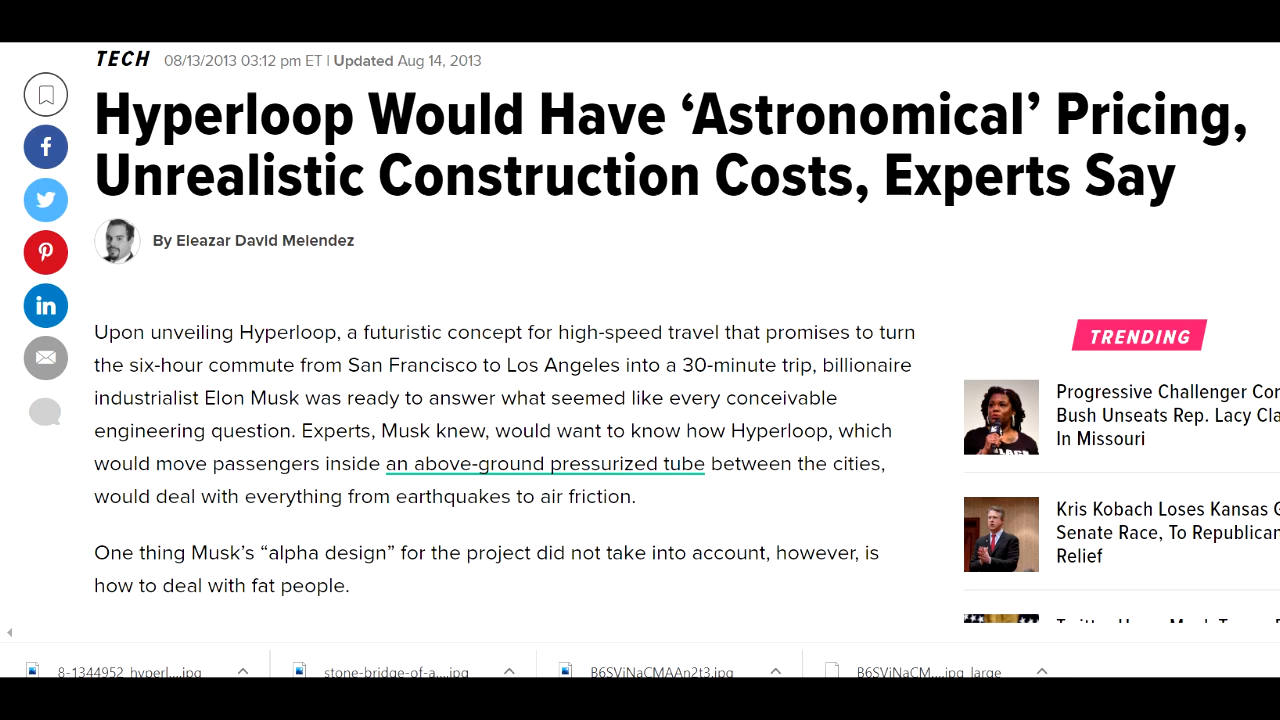 TECH 08/13/2013 03:12 pm ET | Updated Aug 14, 2013
Hyperloop Would Have ‘Astronomical’ Pricing,
Unrealistic Construction Costs, Experts Say
By Eleazar David Melendez
Upon unveiling Hyperloop, a futuristic concept for high-speed travel that promises to turn
the six-hour commute from San Francisco to Los Angeles into a 30-minute trip, billionaire
industrialist Elon Musk was ready to answer what seemed like every conceivable
engineering question. Experts, Musk knew, would want to know how Hyperloop, which
would move passengers inside an above-ground pressurized tube between the cities,
would deal with everything from earthquakes to air friction.
One thing Musk’s “alpha design” for the project did not take into account, however, is
how to deal with fat people.
TRENDING
Progressive Challenger Cor
Bush Unseats Rep. Lacy Cla
In Missouri
Kris Kobach Loses Kansas G
Senate Race, To Republican
Relief
8-1344952_hyperl....jpg
stone-bridge-of-a....jpg
B6SViNaCMAAn2t3.jpg
B6SViNaCM....jpg_large